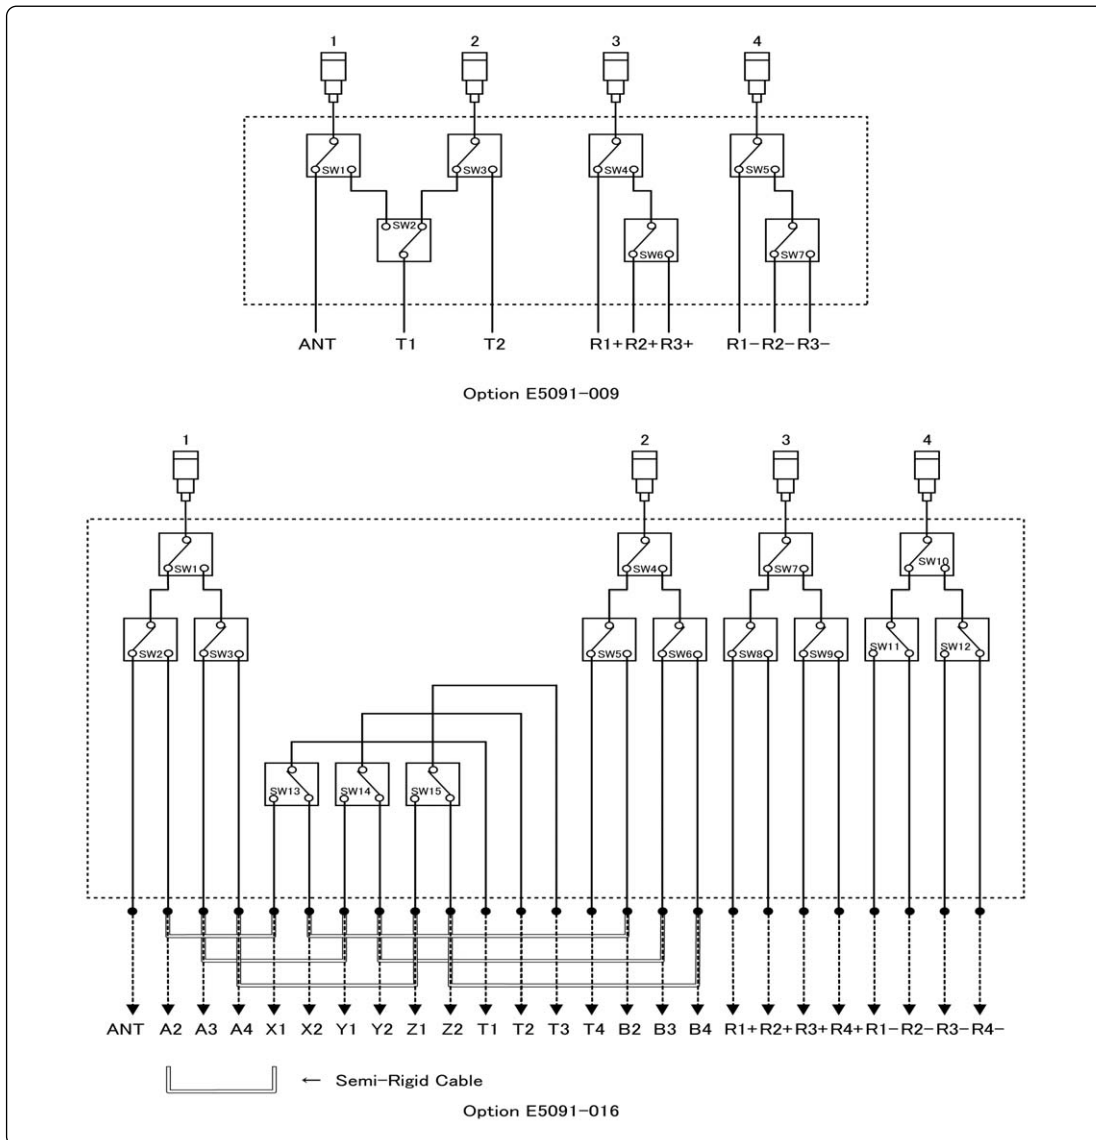 1 2 3 4
SW1 SW3 SW4 SW5
SW2 SW6 SW7
ANT T1 T2 R1+ R2+ R3+ R1- R2- R3-
Option E5091-009
1 2 3 4
SW1 SW4 SW7 SW10
SW2 SW3 SW5 SW6 SW8 SW9 SW11 SW12
SW13 SW14 SW15
ANT A2 A3 A4 X1 X2 Y1 Y2 Z1 Z2 T1 T2 T3 T4 B2 B3 B4 R1+ R2+ R3+ R4+ R1- R2- R3- R4-
← Semi-Rigid Cable
Option E5091-016